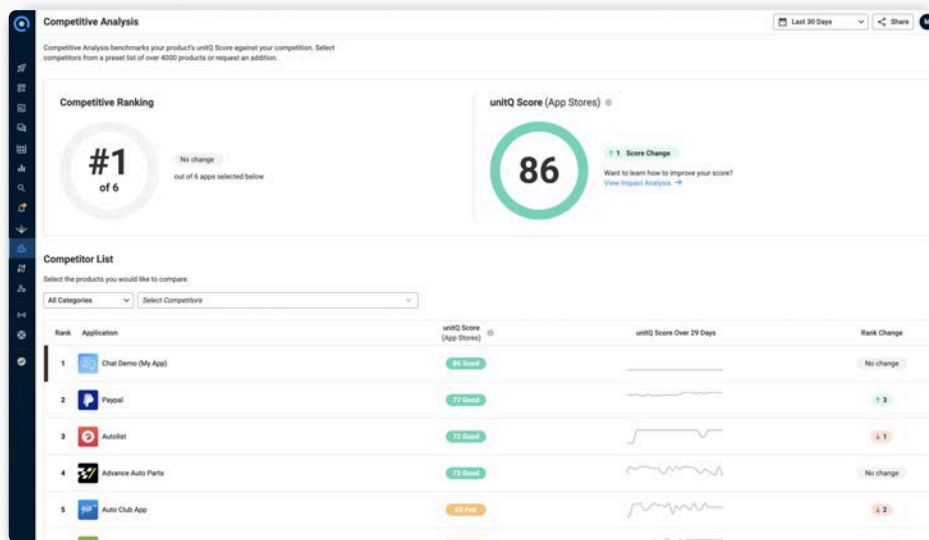 Competitive Analysis
Last 30 Days
Share
Competitive Analysis benchmarks your product's unitQ Score against your competition. Select
competitors from a preset list of over 4000 products or request an addition.
Competitive Ranking
#1
of 6
No change
out of 6 apps selected below
unitQ Score (App Stores)
86
↑ 1 Score Change
Want to learn how to improve your score?
View Impact Analysis →
Competitor List
Select the products you would like to compare.
All Categories
Select Competitors
Rank Application unitQ Score (App Stores) unitQ Score Over 29 Days Rank Change
1 Chat Demo (My App) 86 Good No change
2 Paypal 77 Good ↑ 3
3 Autolist 72 Good ↓ 1
4 Advance Auto Parts 72 Good No change
5 Auto Club App 63 Fair ↓ 2